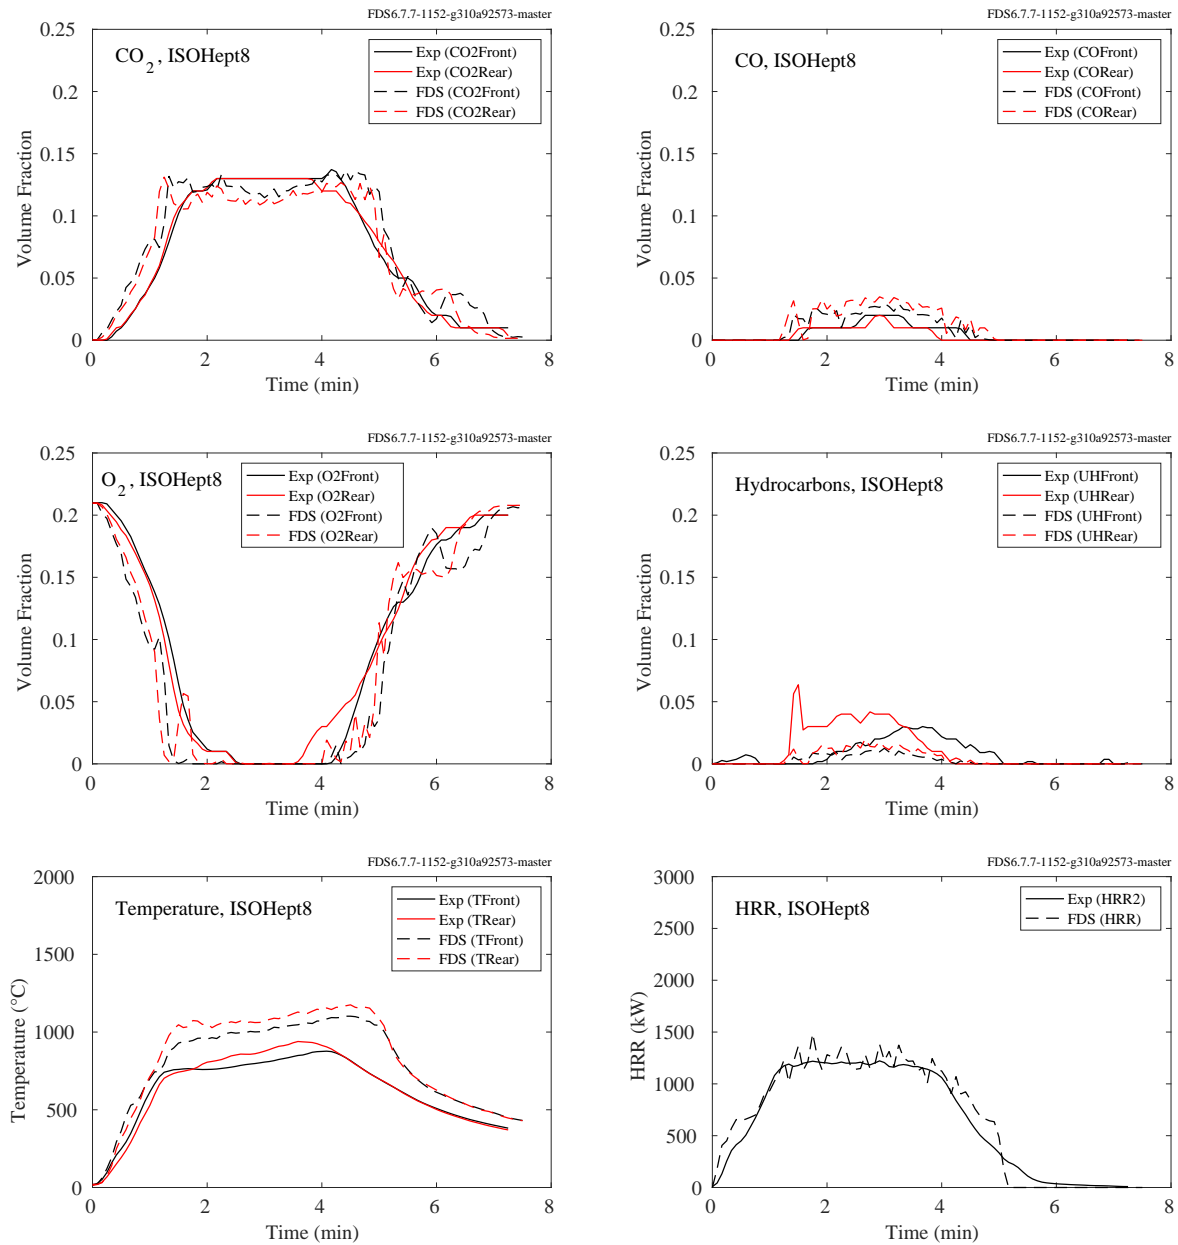 FDS6.7.7-1152-g310a92573-master
CO2, ISOHept8
Exp (CO2Front)
Exp (CO2Rear)
FDS (CO2Front)
FDS (CO2Rear)
Volume Fraction
0.25
0.2
0.15
0.1
0.05
0
0 2 4 6 8
Time (min)
FDS6.7.7-1152-g310a92573-master
CO, ISOHept8
Exp (COFront)
Exp (CORear)
FDS (COFront)
FDS (CORear)
Volume Fraction
0.25
0.2
0.15
0.1
0.05
0
0 2 4 6 8
Time (min)
FDS6.7.7-1152-g310a92573-master
O2, ISOHept8
Exp (O2Front)
Exp (O2Rear)
FDS (O2Front)
FDS (O2Rear)
Volume Fraction
0.25
0.2
0.15
0.1
0.05
0
0 2 4 6 8
Time (min)
FDS6.7.7-1152-g310a92573-master
Hydrocarbons, ISOHept8
Exp (UHFront)
Exp (UHRear)
FDS (UHFront)
FDS (UHRear)
Volume Fraction
0.25
0.2
0.15
0.1
0.05
0
0 2 4 6 8
Time (min)
FDS6.7.7-1152-g310a92573-master
Temperature, ISOHept8
Exp (TFront)
Exp (TRear)
FDS (TFront)
FDS (TRear)
Temperature (°C)
2000
1500
1000
500
0
0 2 4 6 8
Time (min)
FDS6.7.7-1152-g310a92573-master
HRR, ISOHept8
Exp (HRR2)
FDS (HRR)
HRR (kW)
3000
2500
2000
1500
1000
500
0
0 2 4 6 8
Time (min)